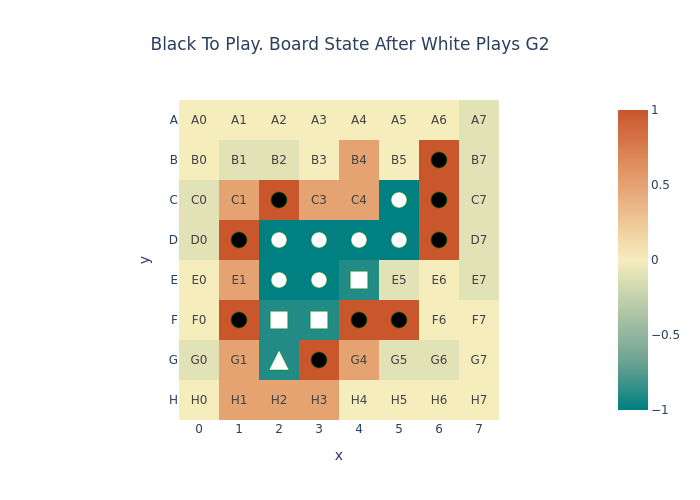 Black To Play. Board State After White Plays G2
A A0 A1 A2 A3 A4 A5 A6 A7
B B0 B1 B2 B3 B4 B5 B7
C C0 C1 C3 C4 C7
D D0 D7
E E0 E1 E5 E6 E7
F F0 F6 F7
G G0 G1 G4 G5 G6 G7
H H0 H1 H2 H3 H4 H5 H6 H7
0 1 2 3 4 5 6 7
x
y
1
0.5
0
−0.5
−1